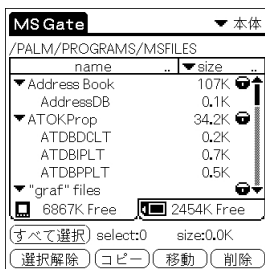 MS Gate ▼ 本体
/PALM/PROGRAMS/MSFILES
name .. ▼size ..
▼Address Book 107K
AddressDB 0.1K
▼ATOKProp 34.2K
ATDBDCLT 0.2K
ATDBIPLT 0.7K
ATDBPPLT 0.5K
▼"graf" files
6867K Free 2454K Free
すべて選択 select:0 size:0.0K
選択解除 コピー 移動 削除